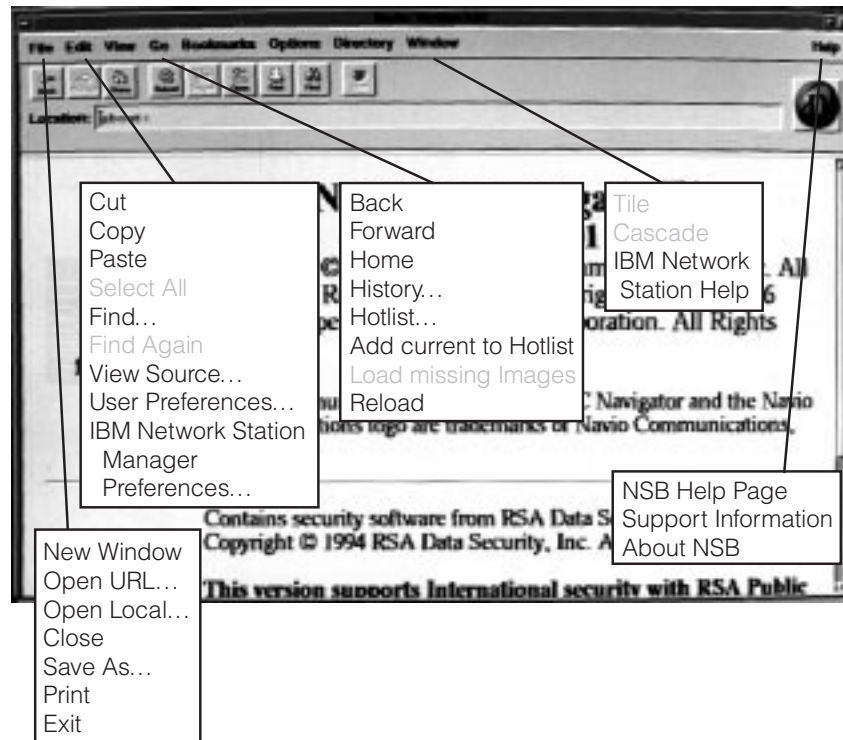 File Edit View Go Bookmarks Options Directory Window Help
Location:
Cut
Copy
Paste
Select All
Find...
Find Again
View Source...
User Preferences...
IBM Network Station
Manager
Preferences...
Back
Forward
Home
History...
Hotlist...
Add current to Hotlist
Load missing Images
Reload
Tile
Cascade
IBM Network
Station Help
. All
oration. All Rights
C Navigator and the Navio
tions logo are trademarks of Navio Communications,
NSB Help Page
Support Information
About NSB
Contains security software from RSA Data S
Copyright © 1994 RSA Data Security, Inc. A
This version supports International security with RSA Public
New Window
Open URL...
Open Local...
Close
Save As...
Print
Exit